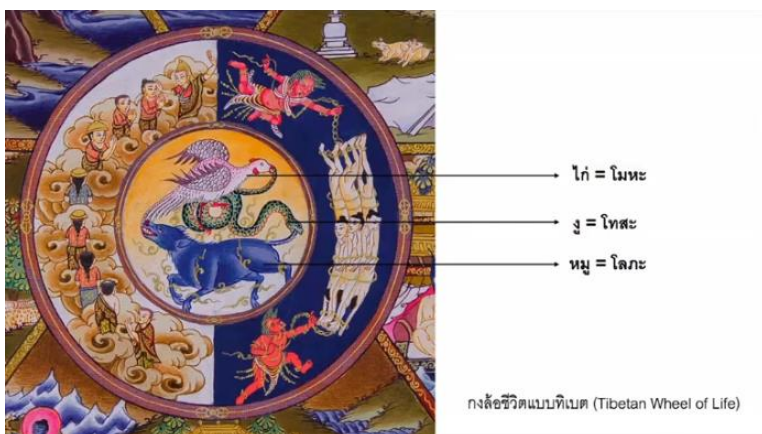 ไก่ = โมหะ
งู = โทสะ
หมู = โลภะ
กงล้อชีวิตแบบทิเบต (Tibetan Wheel of Life)